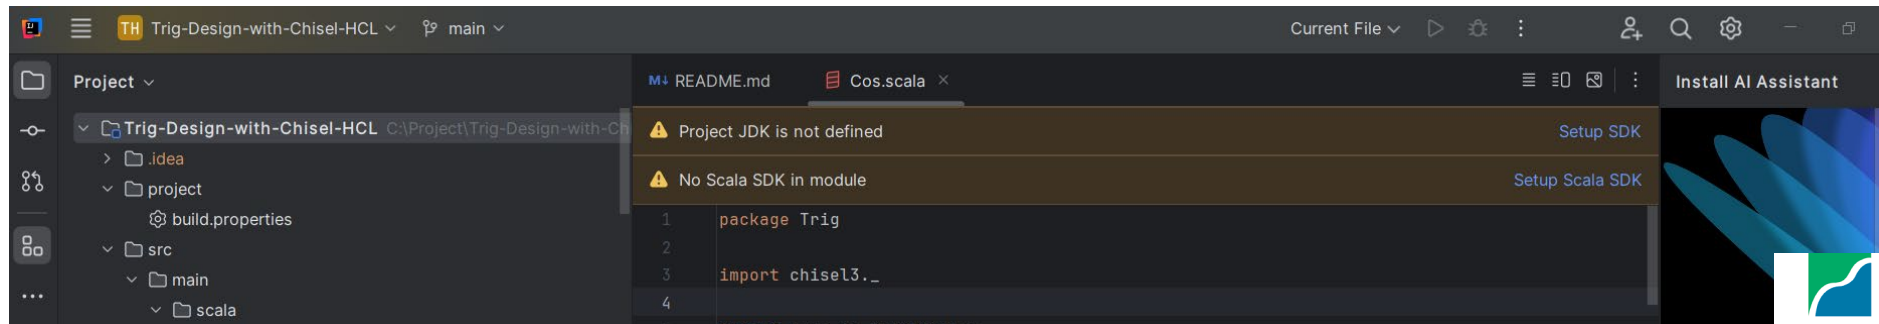 TH Trig-Design-with-Chisel-HCL main Current File
Project
M↓ README.md Cos.scala Install AI Assistant
Trig-Design-with-Chisel-HCL C:\Project\Trig-Design-with-Ch
Project JDK is not defined Setup SDK
.idea
project
No Scala SDK in module Setup Scala SDK
build.properties
1 package Trig
2
src
3 import chisel3._
main
4
scala